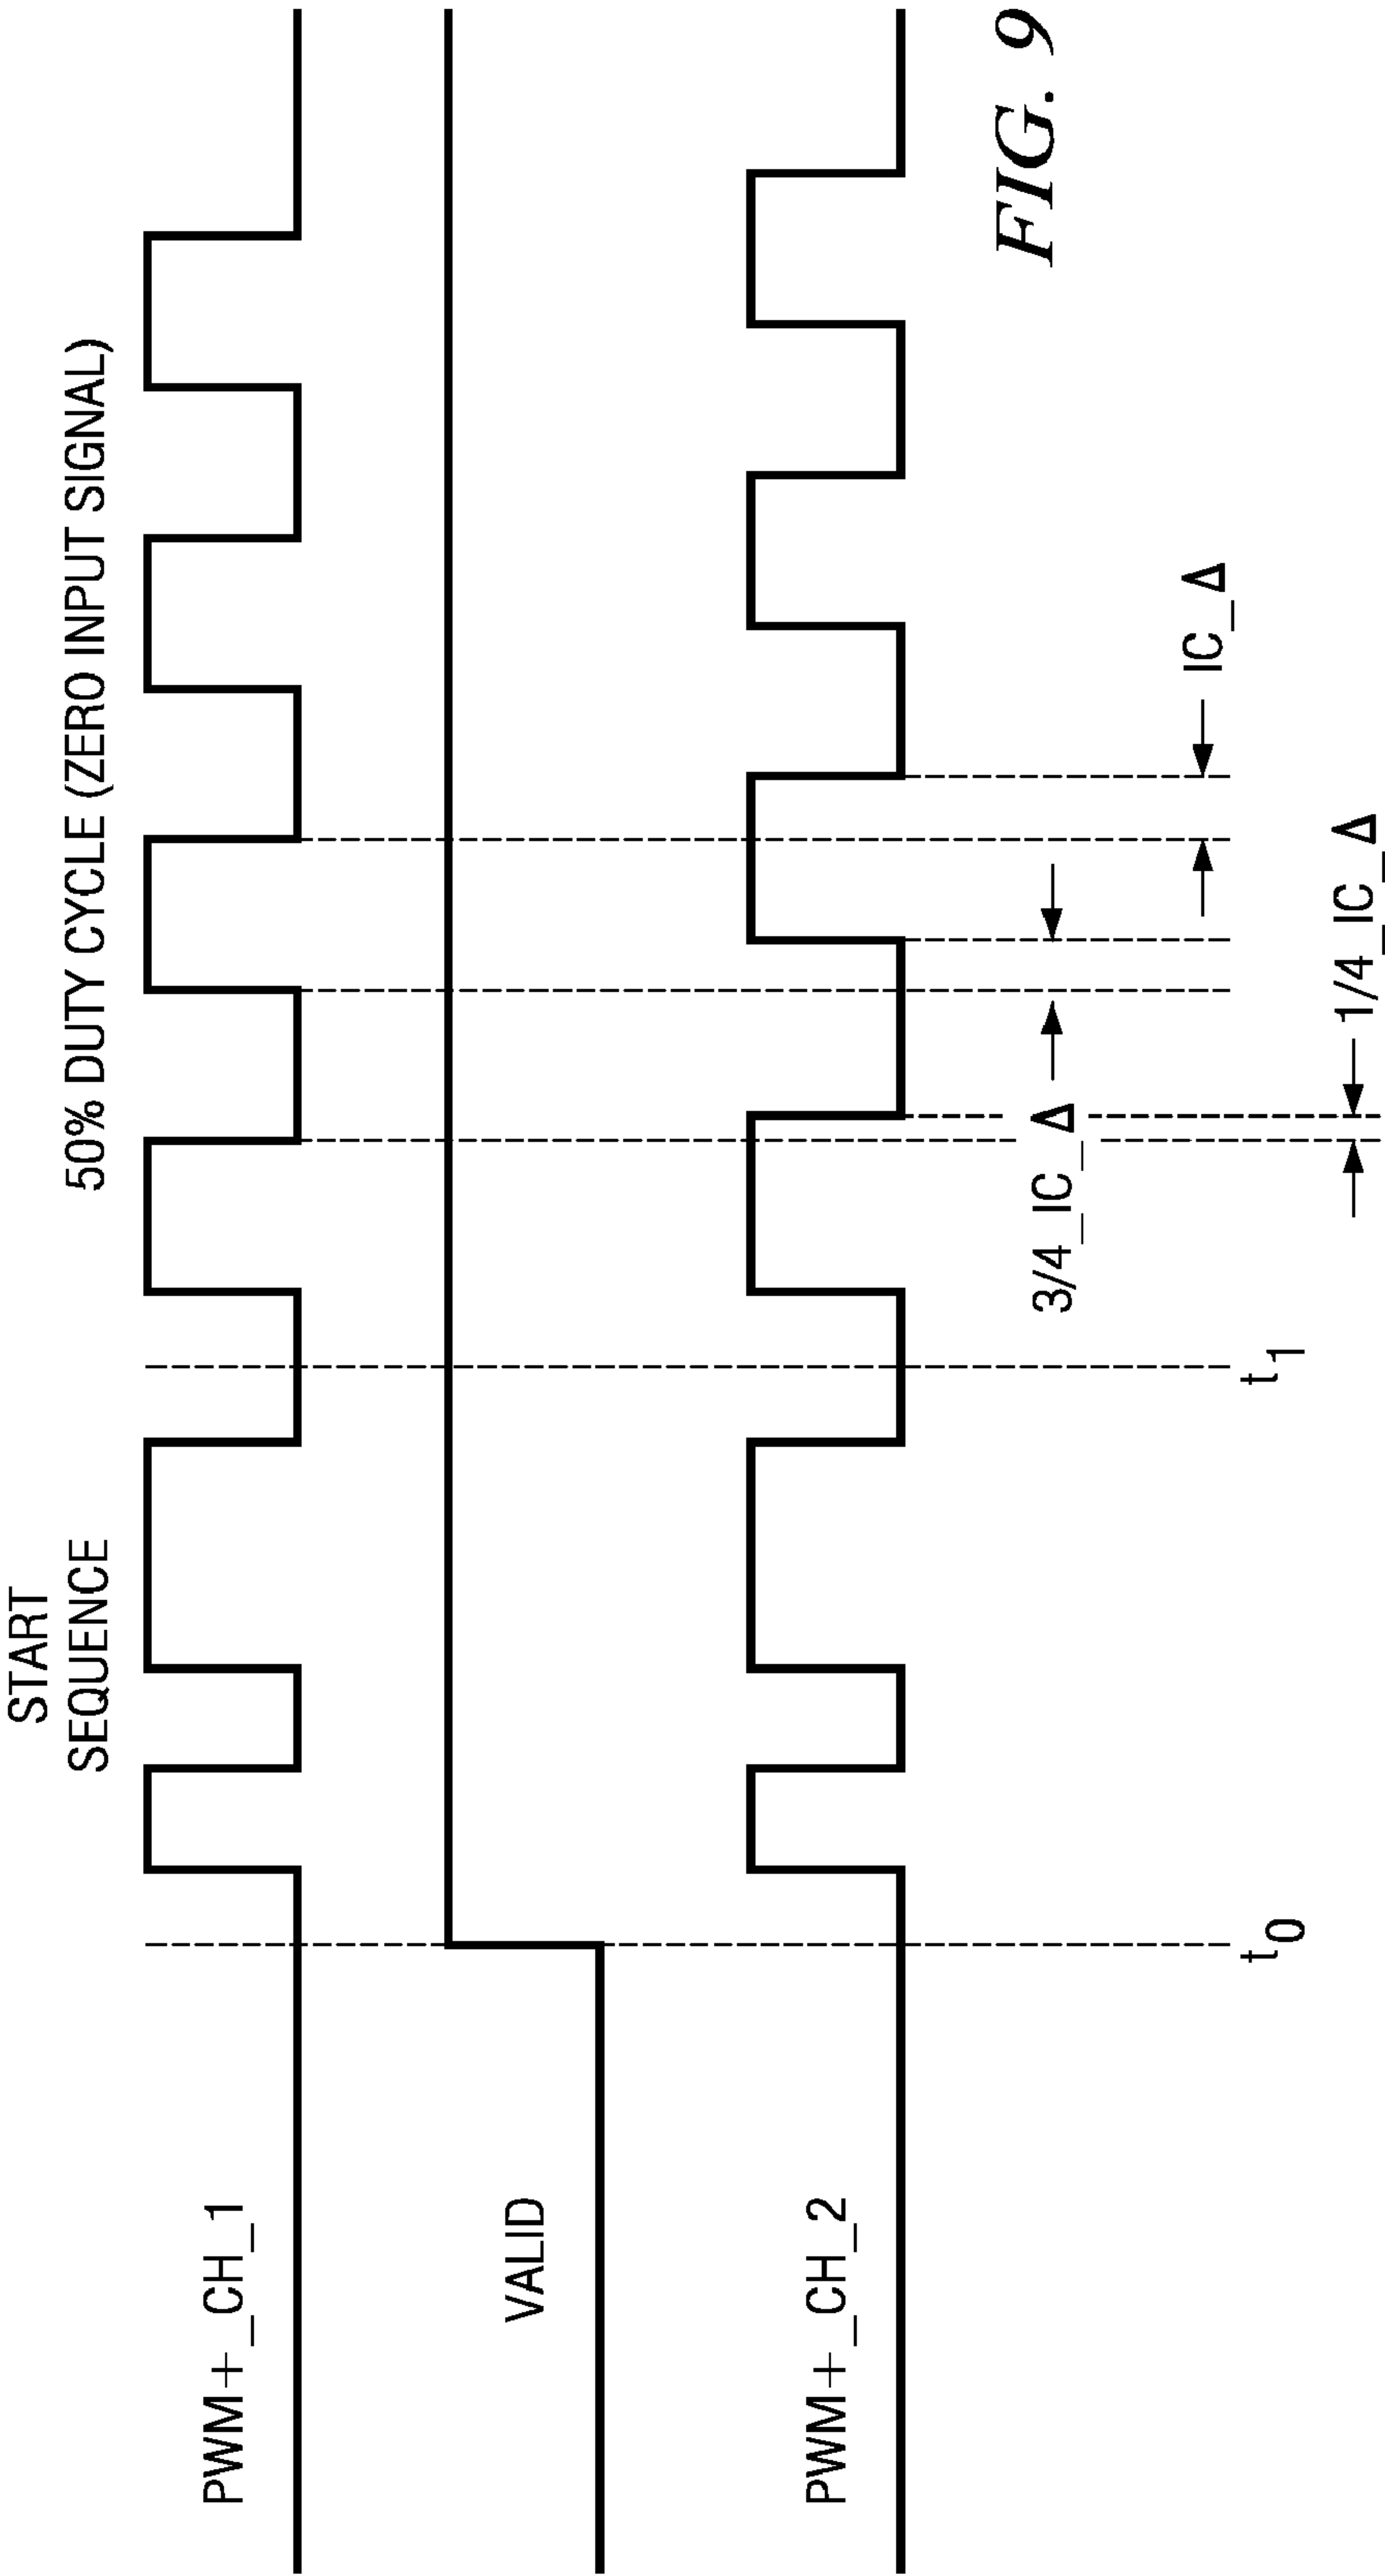 START
SEQUENCE
50% DUTY CYCLE (ZERO INPUT SIGNAL)
PWM+_CH_1
VALID
PWM+_CH_2
3/4_IC_Δ
IC_Δ
t0
t1
1/4_IC_Δ
FIG. 9